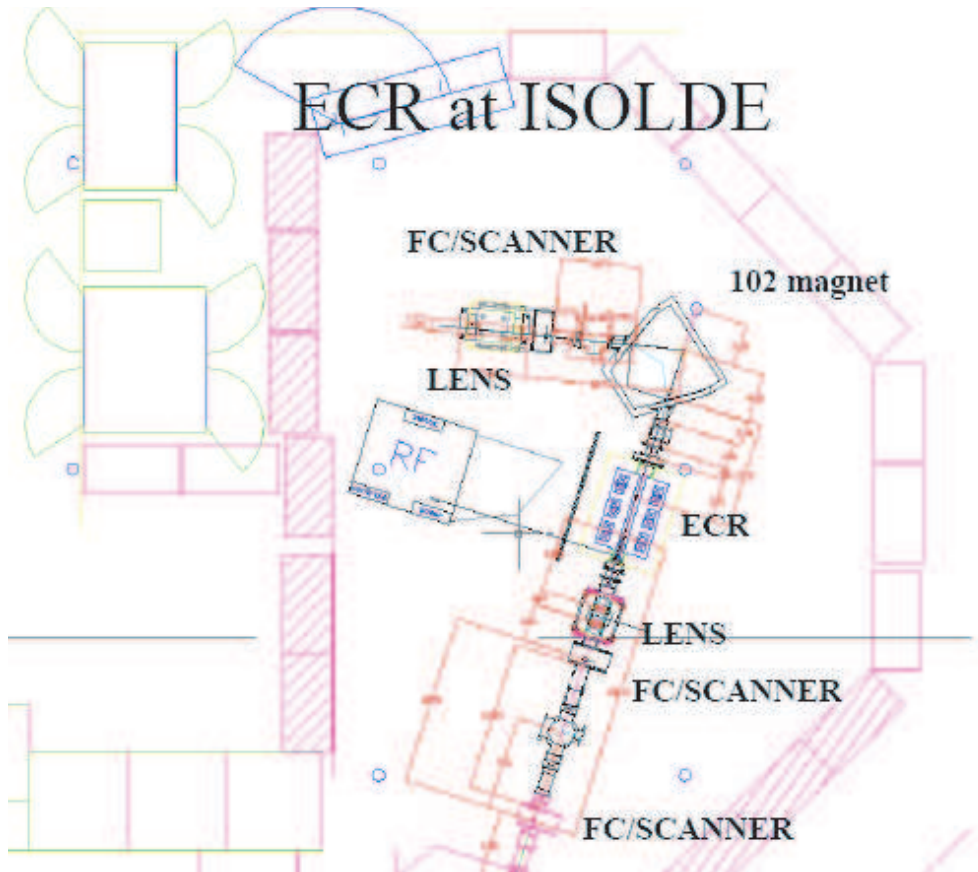 ECR at ISOLDE
FC/SCANNER
102 magnet
LENS
RF
ECR
LENS
FC/SCANNER
FC/SCANNER